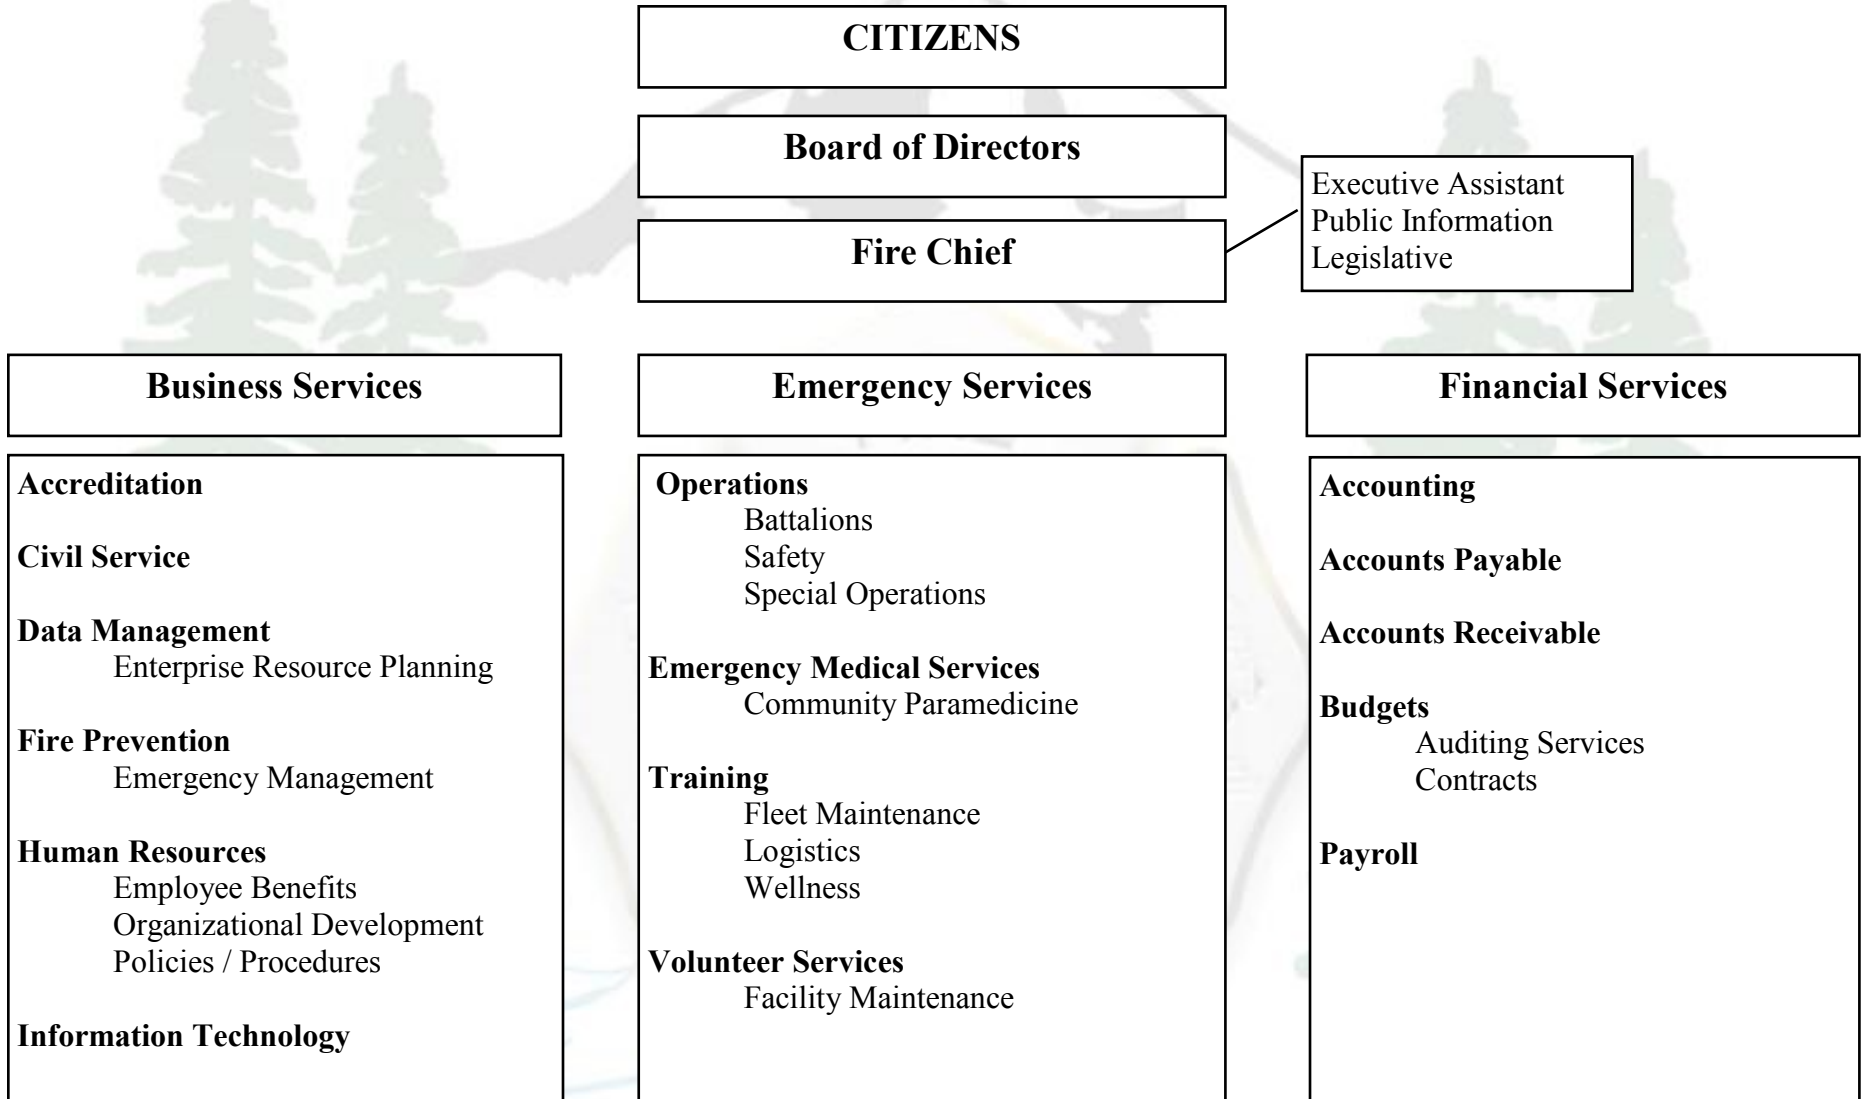 CITIZENS
Board of Directors
Fire Chief
Executive Assistant
Public Information
Legislative
Business Services
Accreditation
Civil Service
Data Management
Enterprise Resource Planning
Fire Prevention
Emergency Management
Human Resources
Employee Benefits
Organizational Development
Policies / Procedures
Information Technology
Emergency Services
Operations
Battalions
Safety
Special Operations
Emergency Medical Services
Community Paramedicine
Training
Fleet Maintenance
Logistics
Wellness
Volunteer Services
Facility Maintenance
Financial Services
Accounting
Accounts Payable
Accounts Receivable
Budgets
Auditing Services
Contracts
Payroll